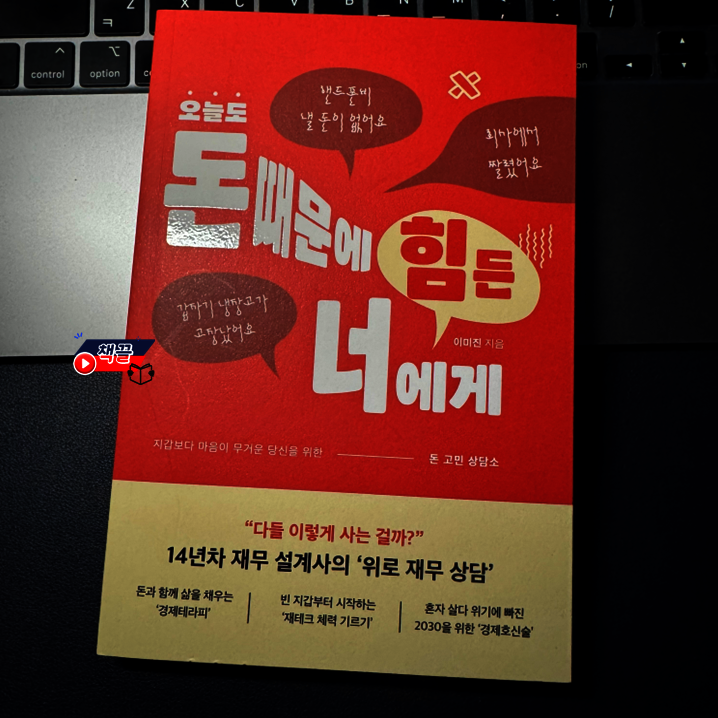 Z
X
B
N
M
ㅋ
control
option
핸드폰비
낼 돈이 없어요
회사에서
짤렸어요
오늘도
돈 때문에 힘든
너에게
갑자기 냉장고가
고장났어요
이미진 지음
책끌
지갑보다 마음이 무거운 당신을 위한
돈 고민 상담소
“다들 이렇게 사는 걸까?”
14년차 재무 설계사의 ‘위로 재무 상담’
돈과 함께 삶을 채우는
‘경제테라피’
빈 지갑부터 시작하는
‘재테크 체력 기르기’
혼자 살다 위기에 빠진
2030을 위한 ‘경제호신술’